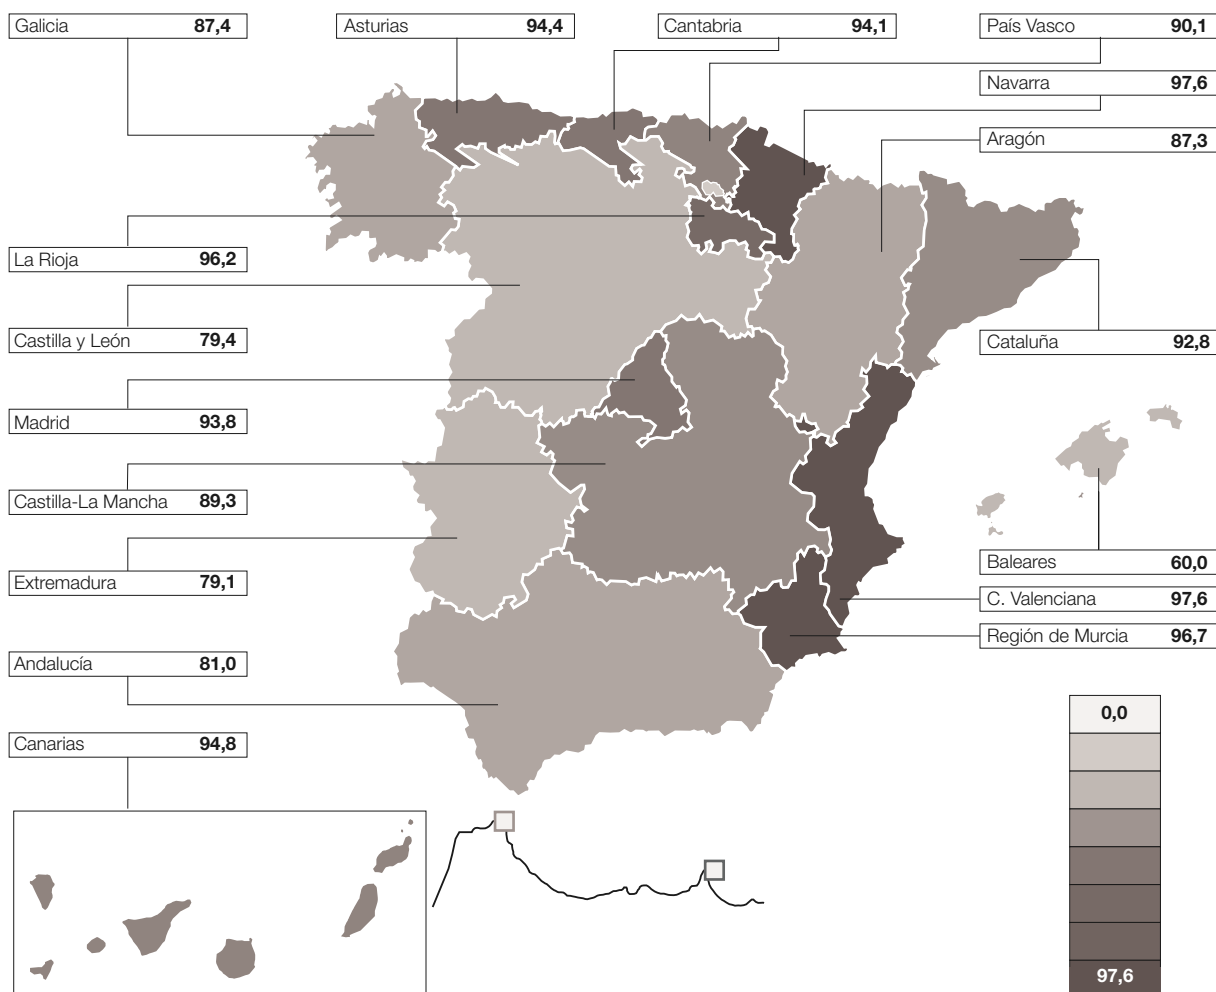 Galicia 87,4
Asturias 94,4
Cantabria 94,1
País Vasco 90,1
Navarra 97,6
Aragón 87,3
La Rioja 96,2
Castilla y León 79,4
Cataluña 92,8
Madrid 93,8
Castilla-La Mancha 89,3
Extremadura 79,1
Baleares 60,0
C. Valenciana 97,6
Región de Murcia 96,7
Andalucía 81,0
Canarias 94,8
0,0
97,6